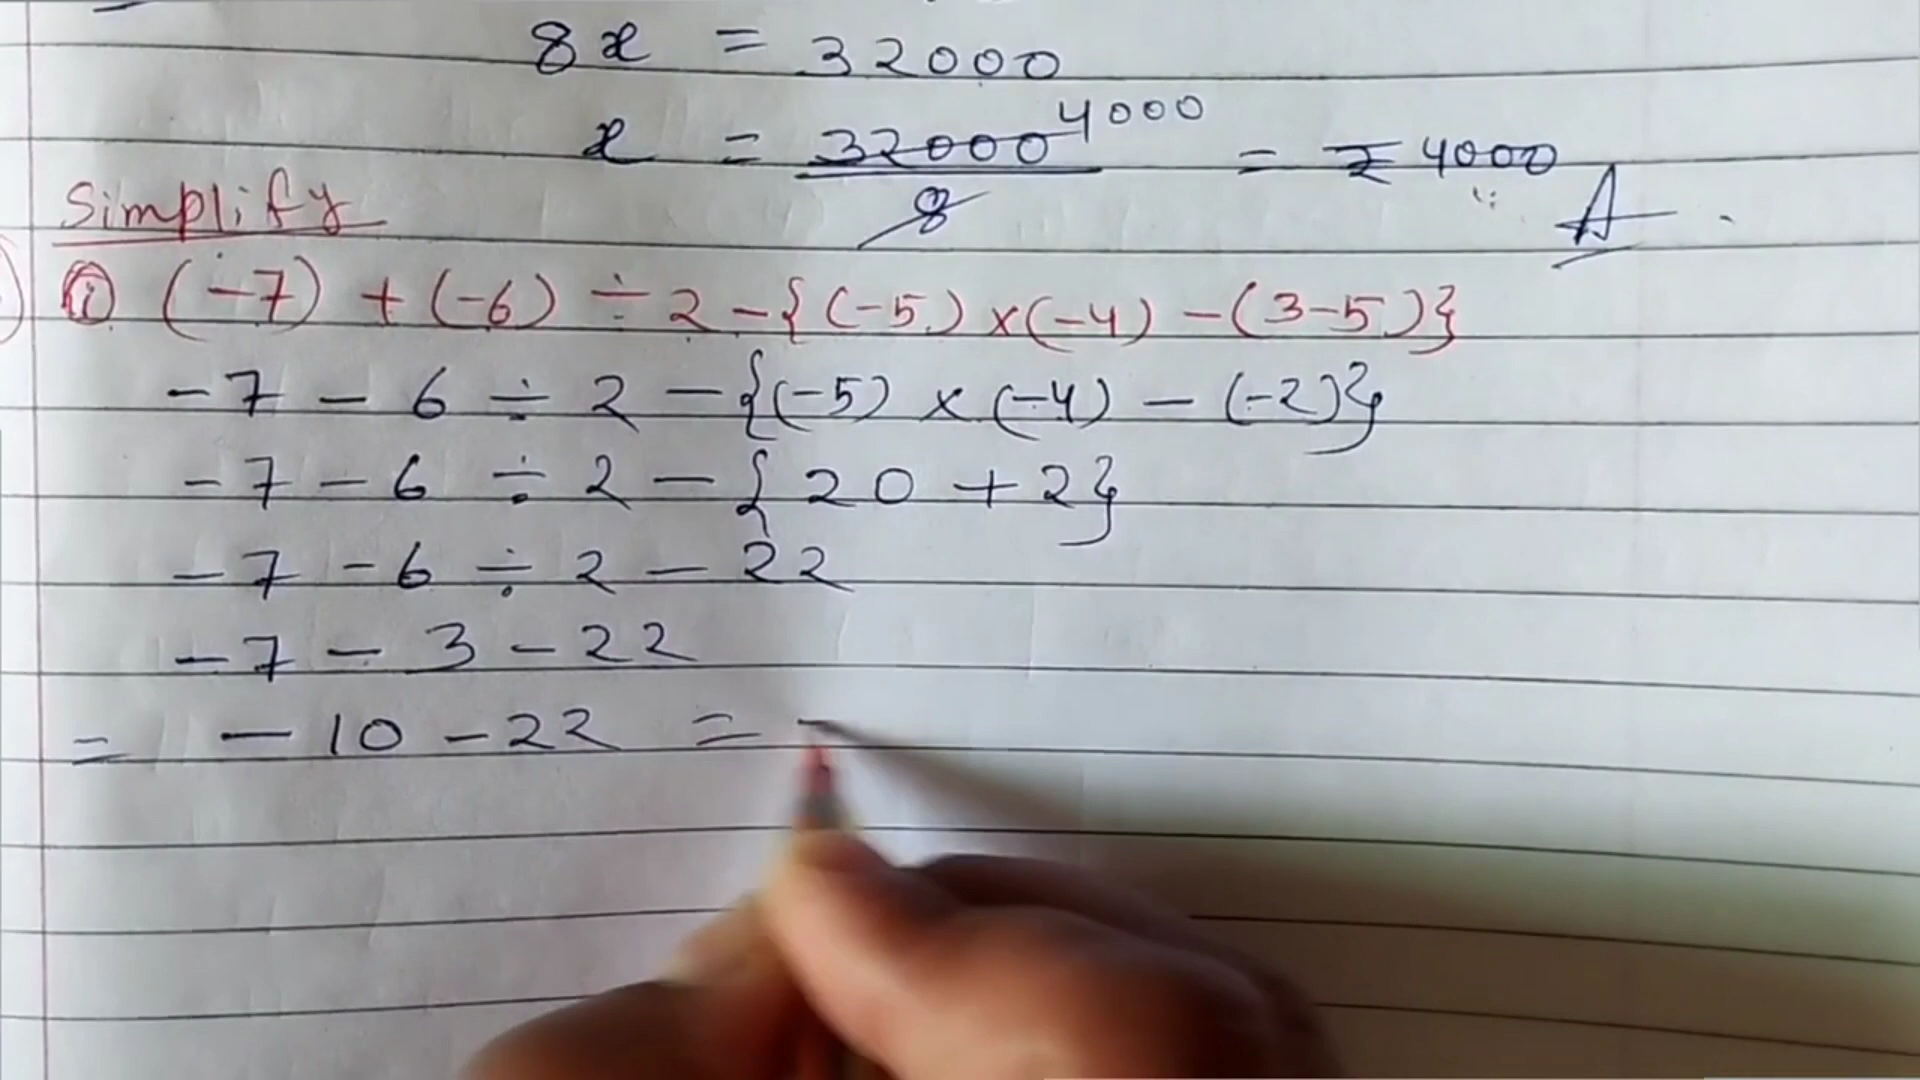 8x = 32000
x = 32000/8 4000 = ₹ 4000 A
Simplify
(i) (-7) + (-6) ÷ 2 - {(-5) × (-4) - (3-5)}
-7 - 6 ÷ 2 - {(-5) × (-4) - (-2)}
-7 - 6 ÷ 2 - {20 + 2}
-7 - 6 ÷ 2 - 22
-7 - 3 - 22
= -10 - 22 = -